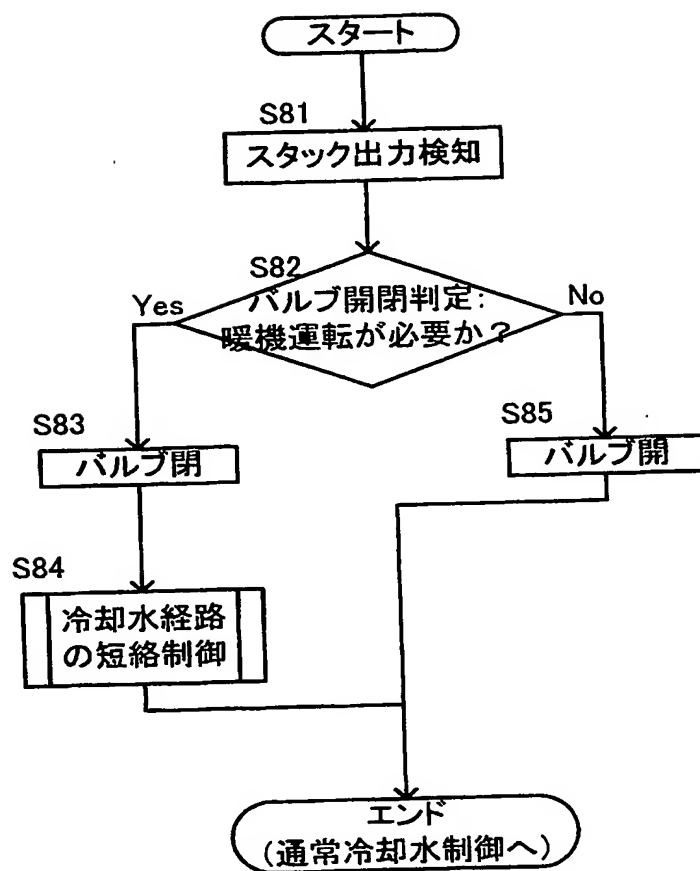 スタート
S81
スタック出力検知
S82
バルブ開閉判定:
暖機運転が必要か?
Yes
No
S83
バルブ閉
S85
バルブ開
S84
冷却水経路
の短絡制御
エンド
(通常冷却水制御へ)